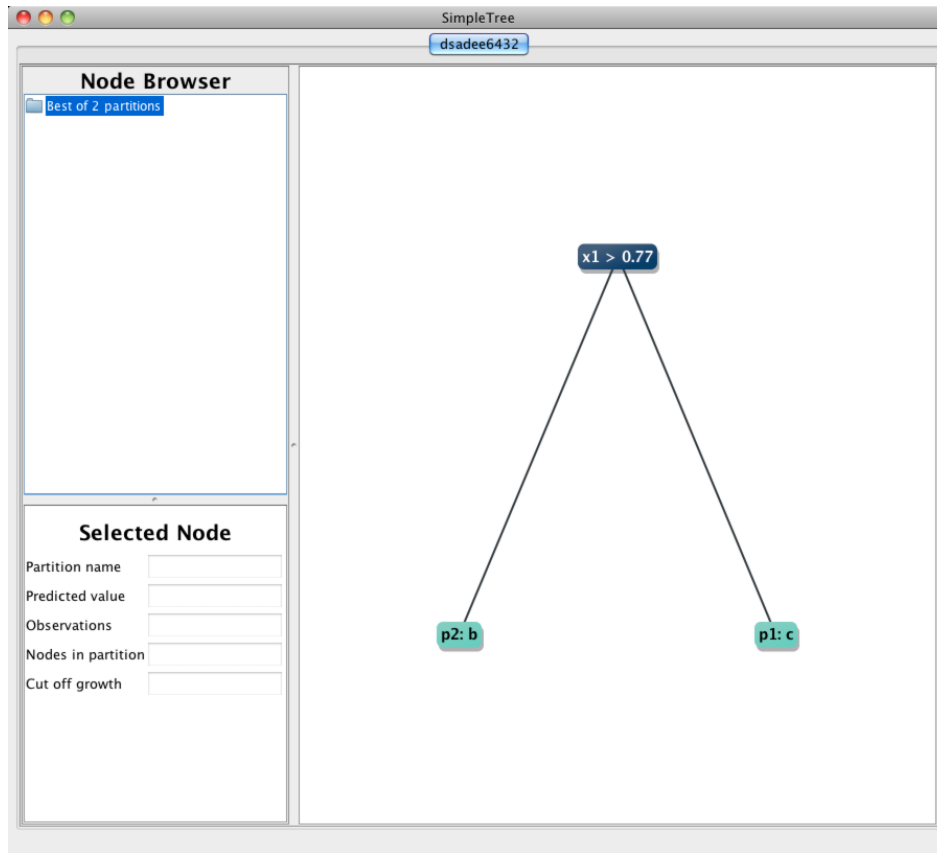 SimpleTree
dsadee6432
Node Browser
Best of 2 partitions
x1 > 0.77
p2: b
p1: c
Selected Node
Partition name
Predicted value
Observations
Nodes in partition
Cut off growth